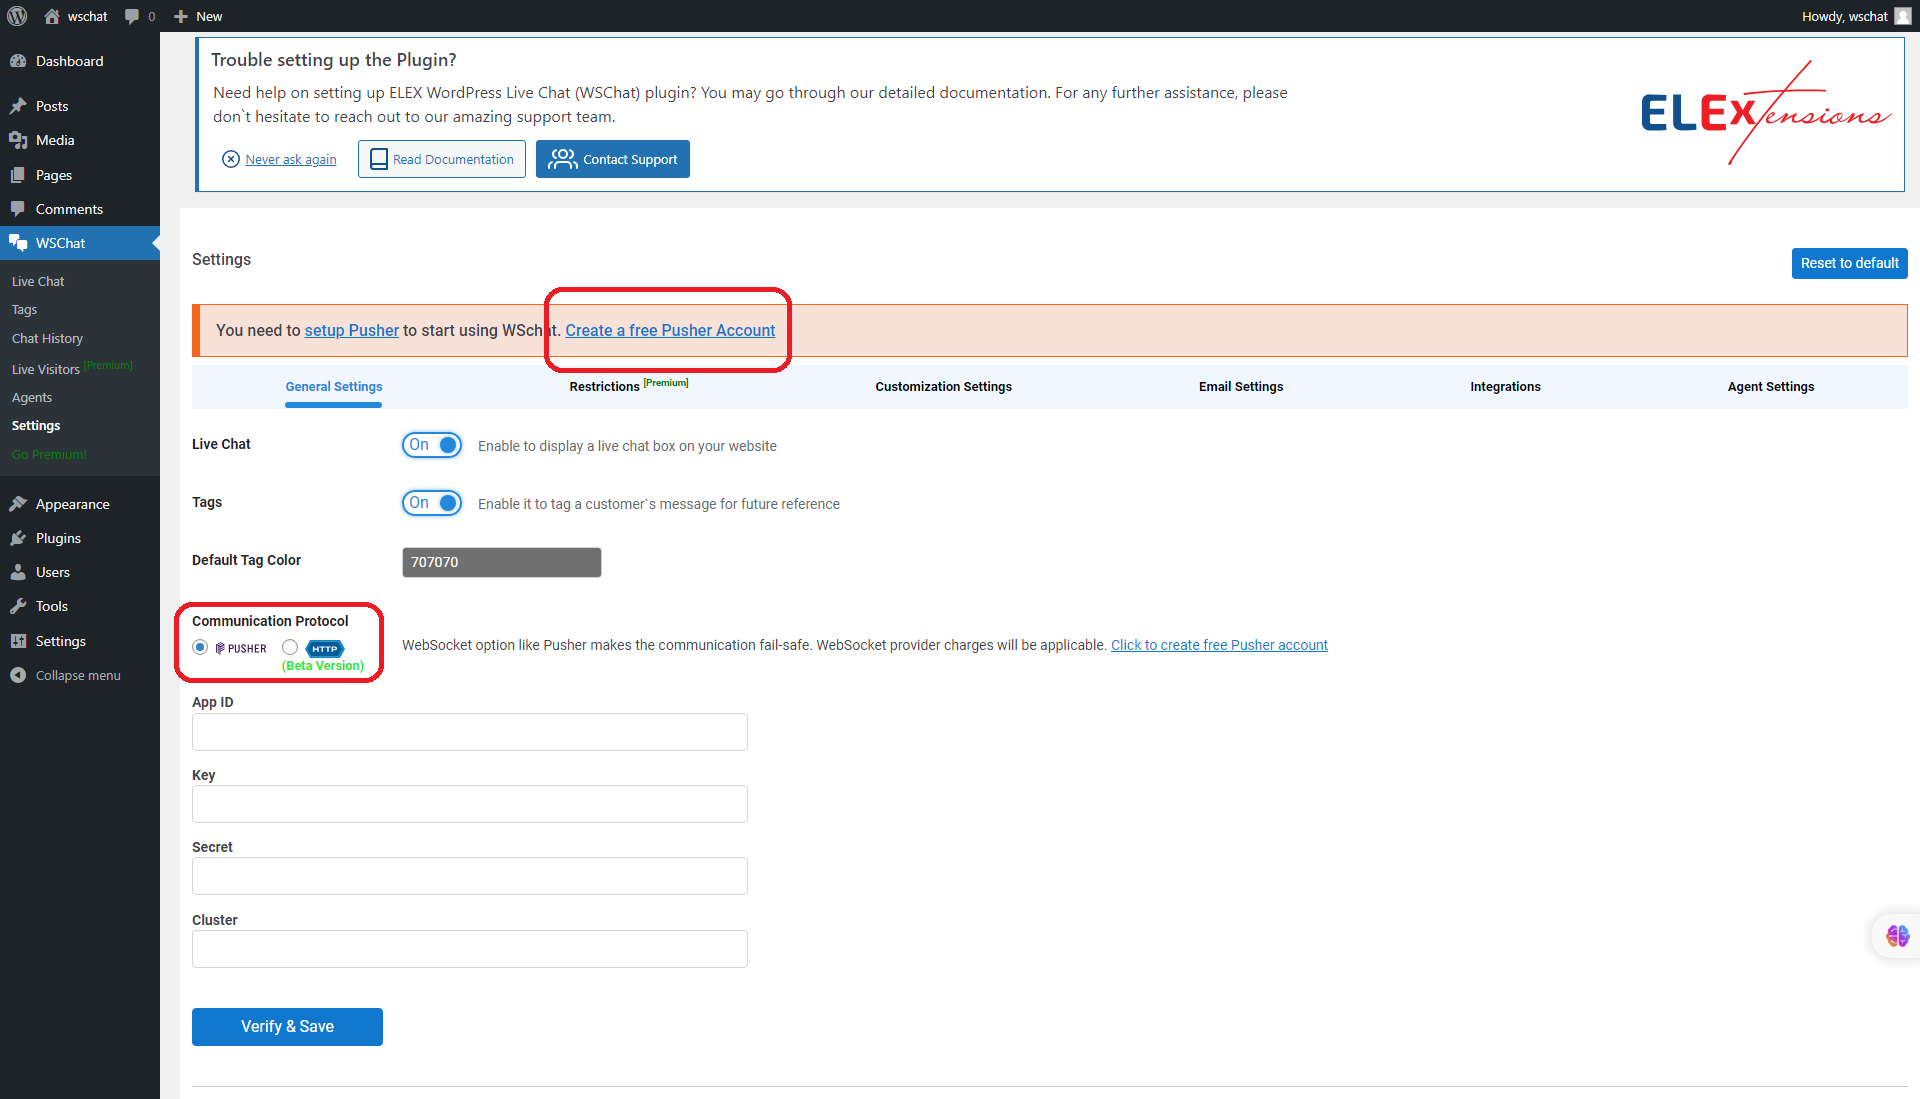 wschat 0 New Howdy, wschat
Dashboard
Posts
Media
Pages
Comments
WSChat
Live Chat
Tags
Chat History
Live Visitors [Premium]
Agents
Settings
Go Premium!
Appearance
Plugins
Users
Tools
Settings
Collapse menu
Trouble setting up the Plugin?
Need help on setting up ELEX WordPress Live Chat (WSChat) plugin? You may go through our detailed documentation. For any further assistance, please
don`t hesitate to reach out to our amazing support team.
Never ask again Read Documentation Contact Support
ELEXTensions
Settings
Reset to default
You need to setup Pusher to start using WSchat. Create a free Pusher Account
General Settings Restrictions [Premium] Customization Settings Email Settings Integrations Agent Settings
Live Chat On Enable to display a live chat box on your website
Tags On Enable it to tag a customer`s message for future reference
Default Tag Color 707070
Communication Protocol
PUSHER HTTP
(Beta Version)
WebSocket option like Pusher makes the communication fail-safe. WebSocket provider charges will be applicable. Click to create free Pusher account
App ID
Key
Secret
Cluster
Verify & Save